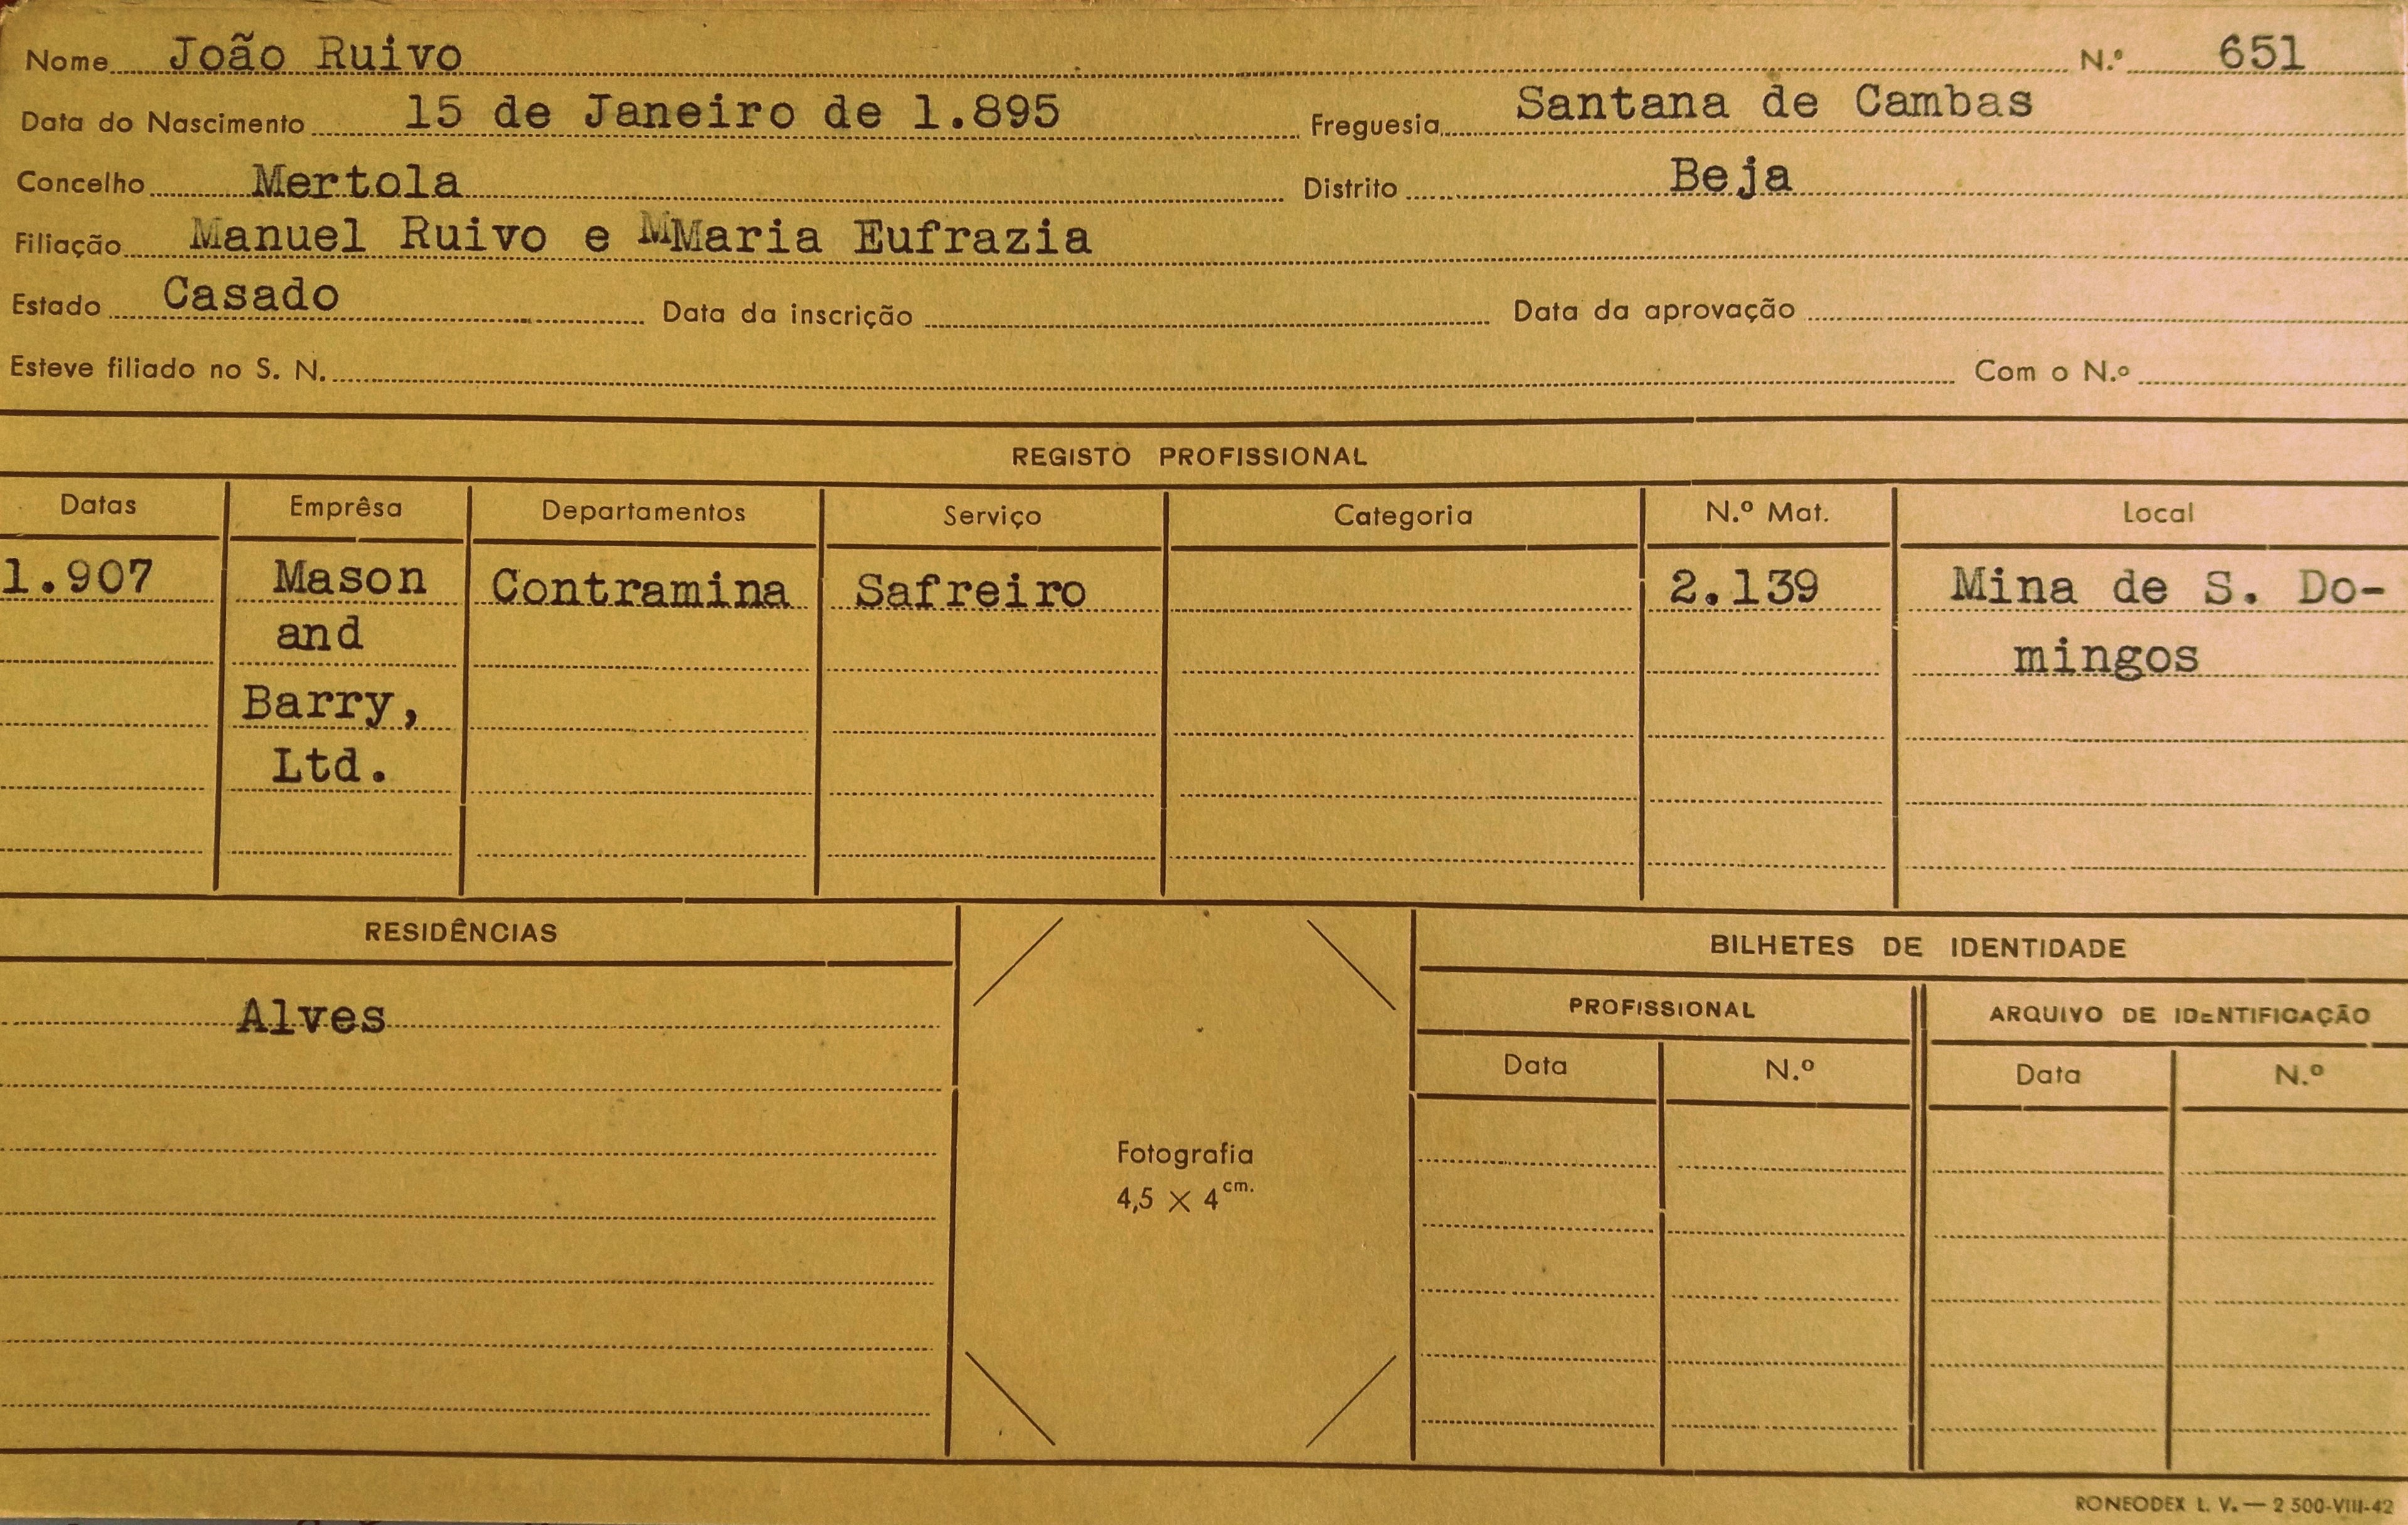 Nome João Ruivo N.º 651
Data do Nascimento 15 de Janeiro de 1.895 Freguesia Santana de Cambas
Concelho Mertola Distrito Beja
Filiação Manuel Ruivo e MMaria Eufrazia
Estado Casado Data da inscrição Data da aprovação
Esteve filiado no S. N. Com o N.º
REGISTO PROFISSIONAL
Datas Emprêsa Departamentos Serviço Categoria N.º Mat. Local
1.907 Mason Contramina Safreiro 2.139 Mina de S. Do-
and mingos
Barry,
Ltd.
RESIDÊNCIAS BILHETES DE IDENTIDADE
PROFISSIONAL ARQUIVO DE IDENTIFICAÇÃO
Alves
Data N.º Data N.º
Fotografia
4,5 × 4 cm.
RONEODEX L. V. — 2 500-VIII-42